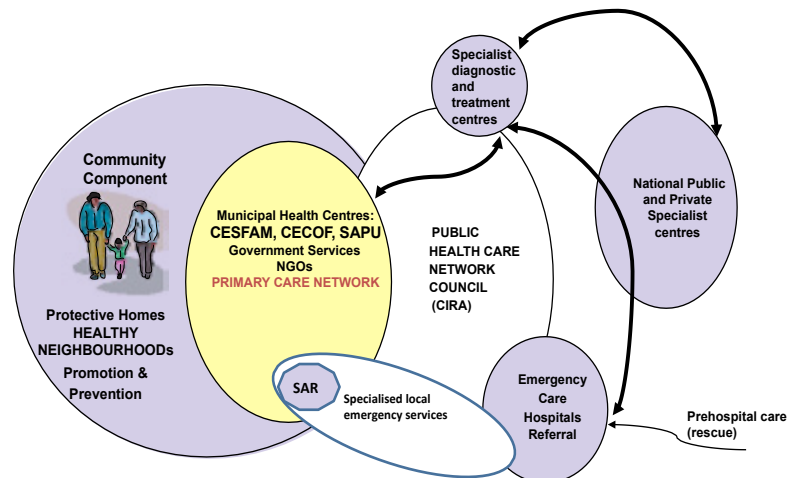 Community
Component
Protective Homes
HEALTHY
NEIGHBOURHOODs
Promotion &
Prevention
Municipal Health Centres:
CESFAM, CECOF, SAPU
Government Services
NGOs
PRIMARY CARE NETWORK
SAR
Specialised local
emergency services
PUBLIC
HEALTH CARE
NETWORK
COUNCIL
(CIRA)
Specialist
diagnostic
and
treatment
centres
National Public
and Private
Specialist
centres
Emergency
Care
Hospitals
Referral
Prehospital care
(rescue)